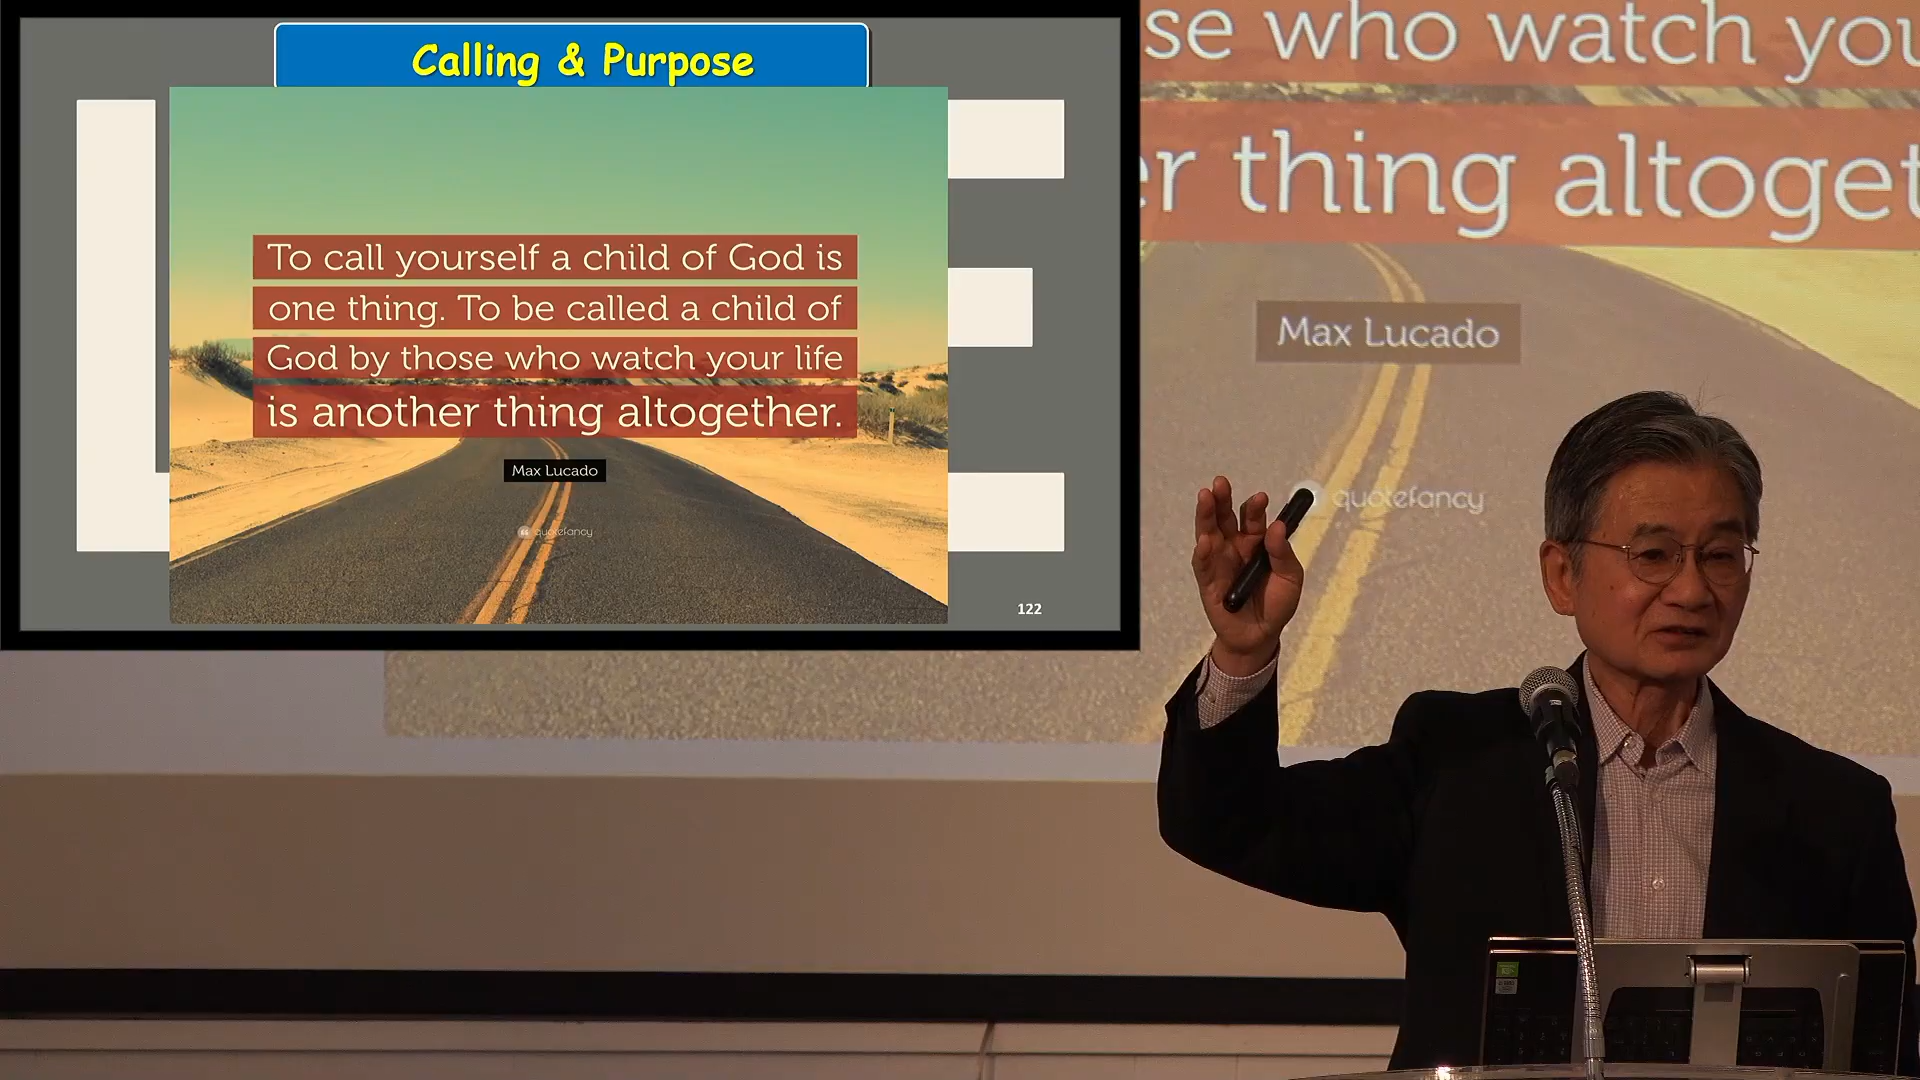 Calling & Purpose
To call yourself a child of God is
one thing. To be called a child of
God by those who watch your life
is another thing altogether.
Max Lucado
quotefancy
122
se who watch you
er thing altoget
Max Lucado
quotefancy